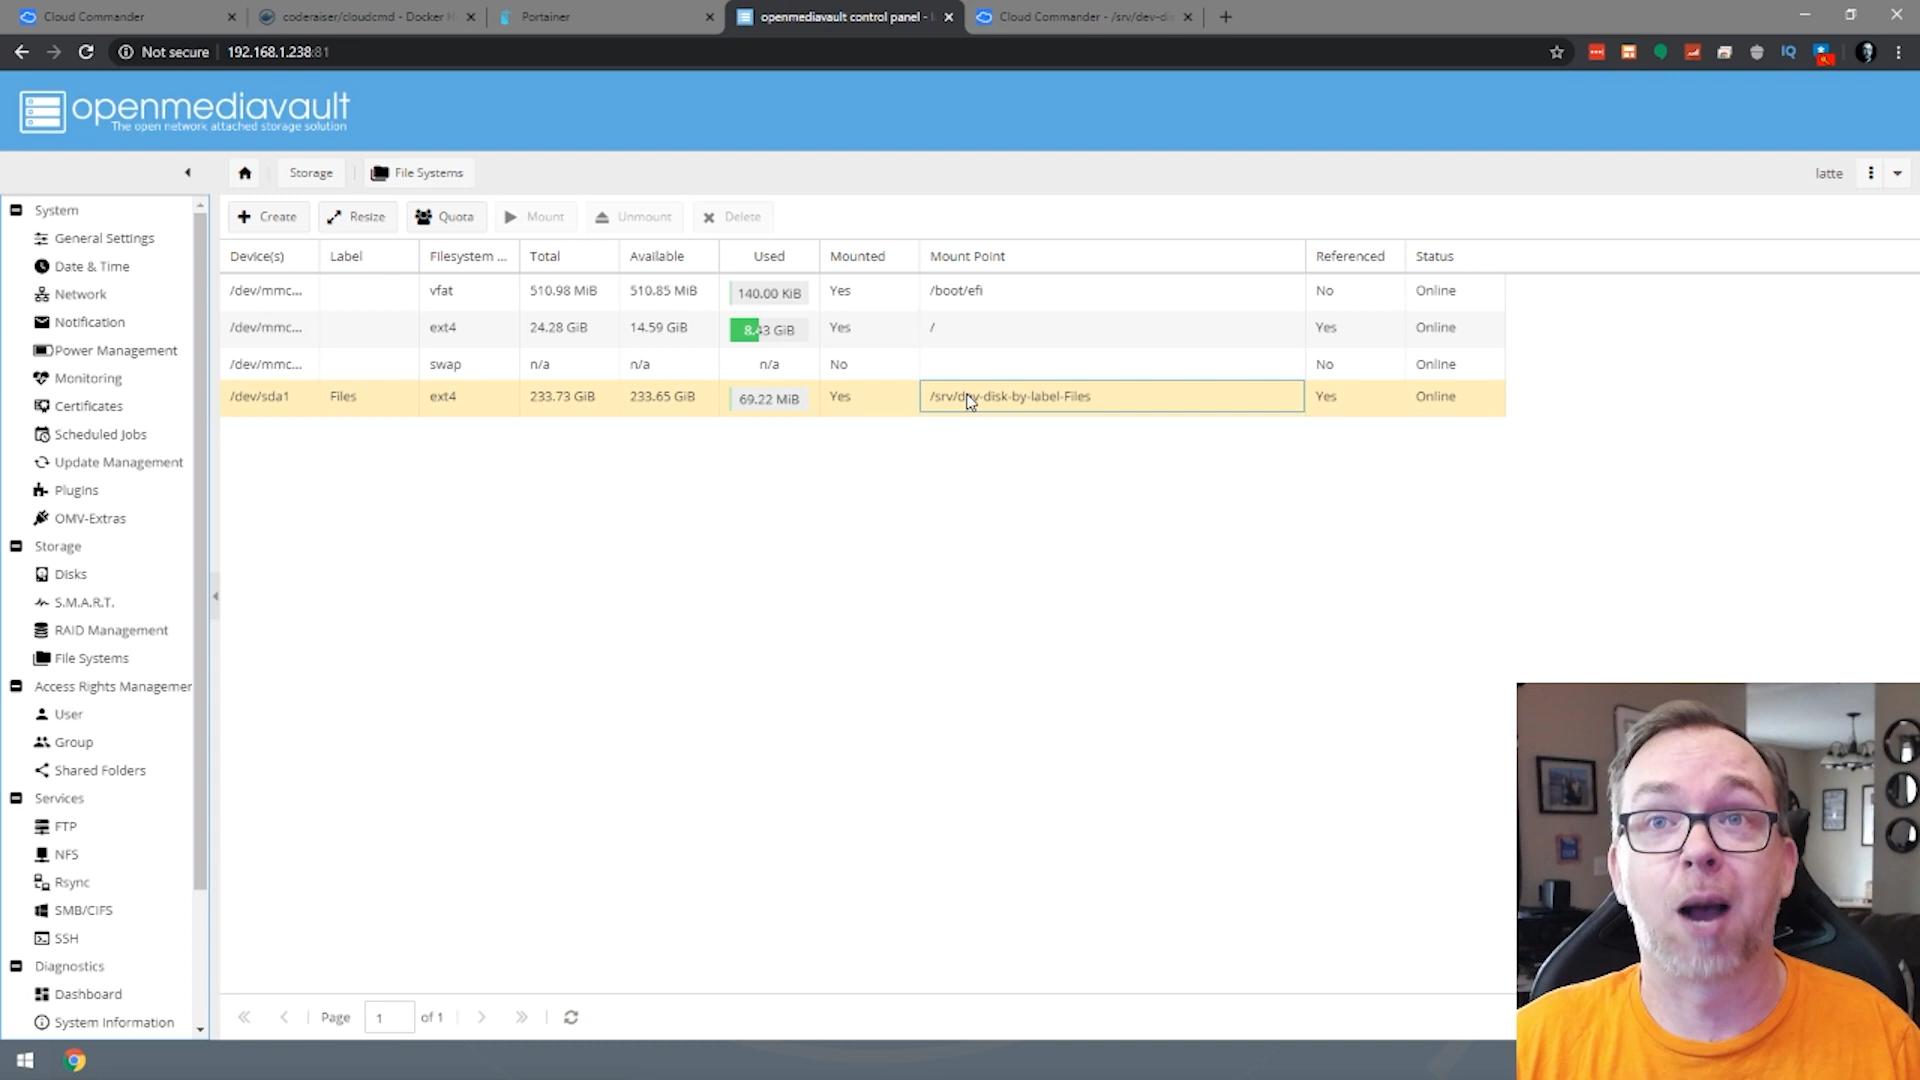 Cloud Commander
coderaiser/cloudcmd - Docker H
Portainer
openmediavault control panel -
Cloud Commander - /srv/dev-di
Not secure
192.168.1.238:81
IQ
openmediavault
The open network attached storage solution
Storage
File Systems
latte
System
General Settings
Date & Time
Network
Notification
Power Management
Monitoring
Certificates
Scheduled Jobs
Update Management
Plugins
OMV-Extras
Storage
Disks
S.M.A.R.T.
RAID Management
File Systems
Access Rights Managemen
User
Group
Shared Folders
Services
FTP
NFS
Rsync
SMB/CIFS
SSH
Diagnostics
Dashboard
System Information
Create Resize Quota Mount Unmount Delete
Device(s) Label Filesystem ... Total Available Used Mounted Mount Point Referenced Status
/dev/mmc... vfat 510.98 MiB 510.85 MiB 140.00 KiB Yes /boot/efi No Online
/dev/mmc... ext4 24.28 GiB 14.59 GiB 8.43 GiB Yes / Yes Online
/dev/mmc... swap n/a n/a n/a No No Online
/dev/sda1 Files ext4 233.73 GiB 233.65 GiB 69.22 MiB Yes /srv/dev-disk-by-label-Files Yes Online
Page 1 of 1